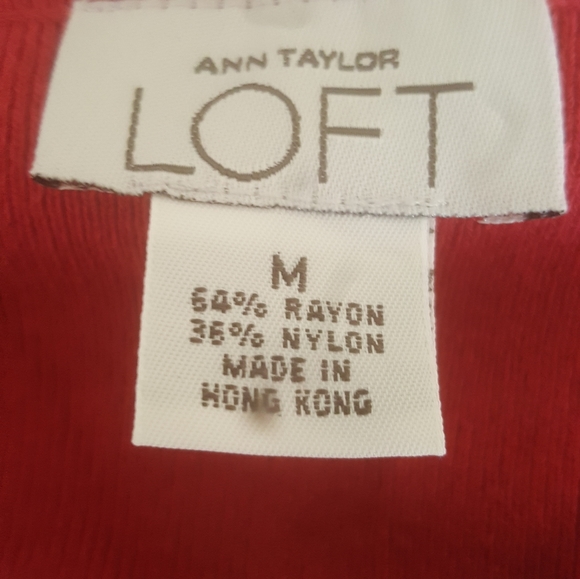 ANN TAYLOR
LOFT
M
64% RAYON
36% NYLON
MADE IN
HONG KONG